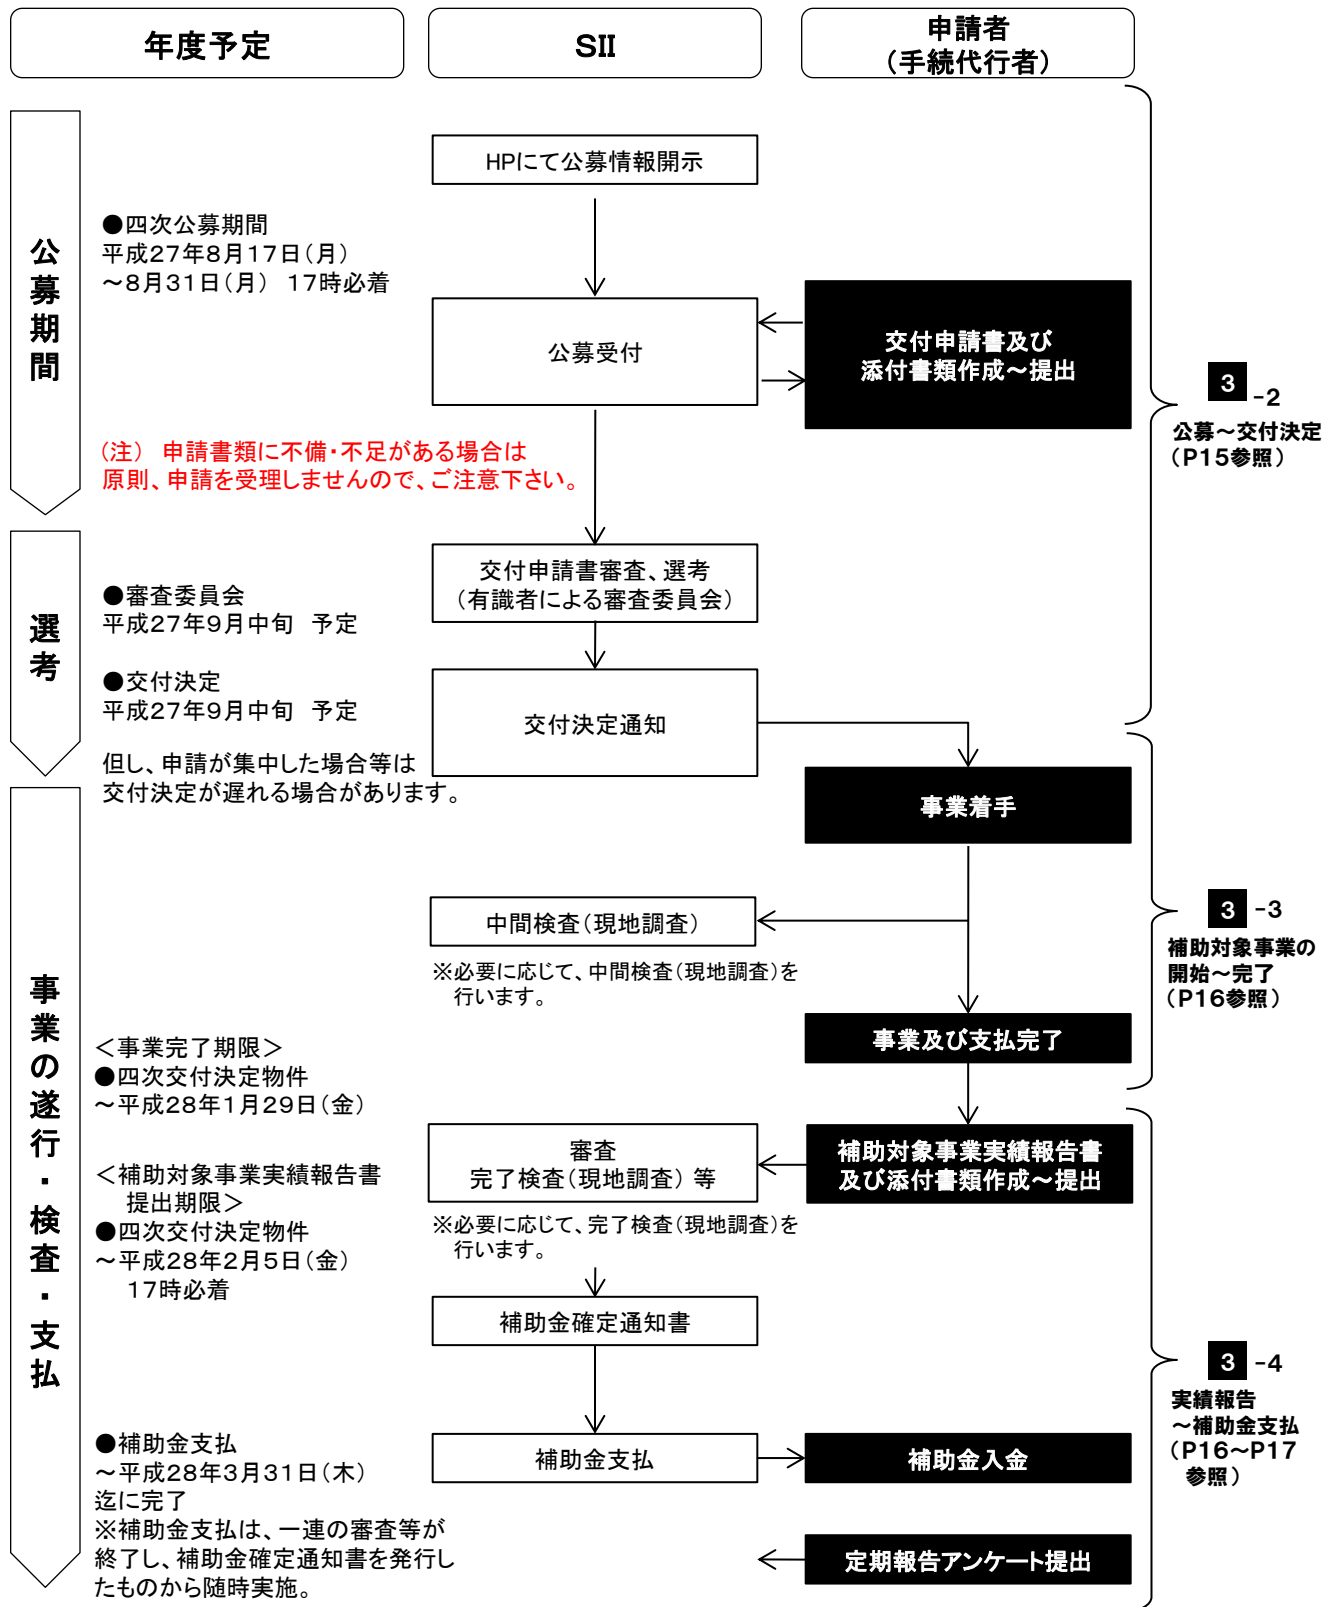 年度予定
SII
申請者
(手続代行者)
公募期間
HPにて公募情報開示
●四次公募期間
平成27年8月17日(月)
～8月31日(月) 17時必着
公募受付
交付申請書及び
添付書類作成～提出
(注) 申請書類に不備・不足がある場合は
原則、申請を受理しませんので、ご注意下さい。
3 -2
公募～交付決定
(P15参照)
選考
●審査委員会
平成27年9月中旬 予定
●交付決定
平成27年9月中旬 予定
但し、申請が集中した場合等は
交付決定が遅れる場合があります。
交付申請書審査、選考
(有識者による審査委員会)
交付決定通知
事業着手
事業の遂行・検査・支払
中間検査(現地調査)
※必要に応じて、中間検査(現地調査)を
行います。
3 -3
補助対象事業の
開始～完了
(P16参照)
事業及び支払完了
＜事業完了期限＞
●四次交付決定物件
～平成28年1月29日(金)
＜補助対象事業実績報告書
提出期限＞
●四次交付決定物件
～平成28年2月5日(金)
17時必着
審査
完了検査(現地調査) 等
補助対象事業実績報告書
及び添付書類作成～提出
※必要に応じて、完了検査(現地調査)を
行います。
補助金確定通知書
3 -4
実績報告
～補助金支払
(P16～P17
参照)
●補助金支払
～平成28年3月31日(木)
迄に完了
※補助金支払は、一連の審査等が
終了し、補助金確定通知書を発行し
たものから随時実施。
補助金支払
補助金入金
定期報告アンケート提出